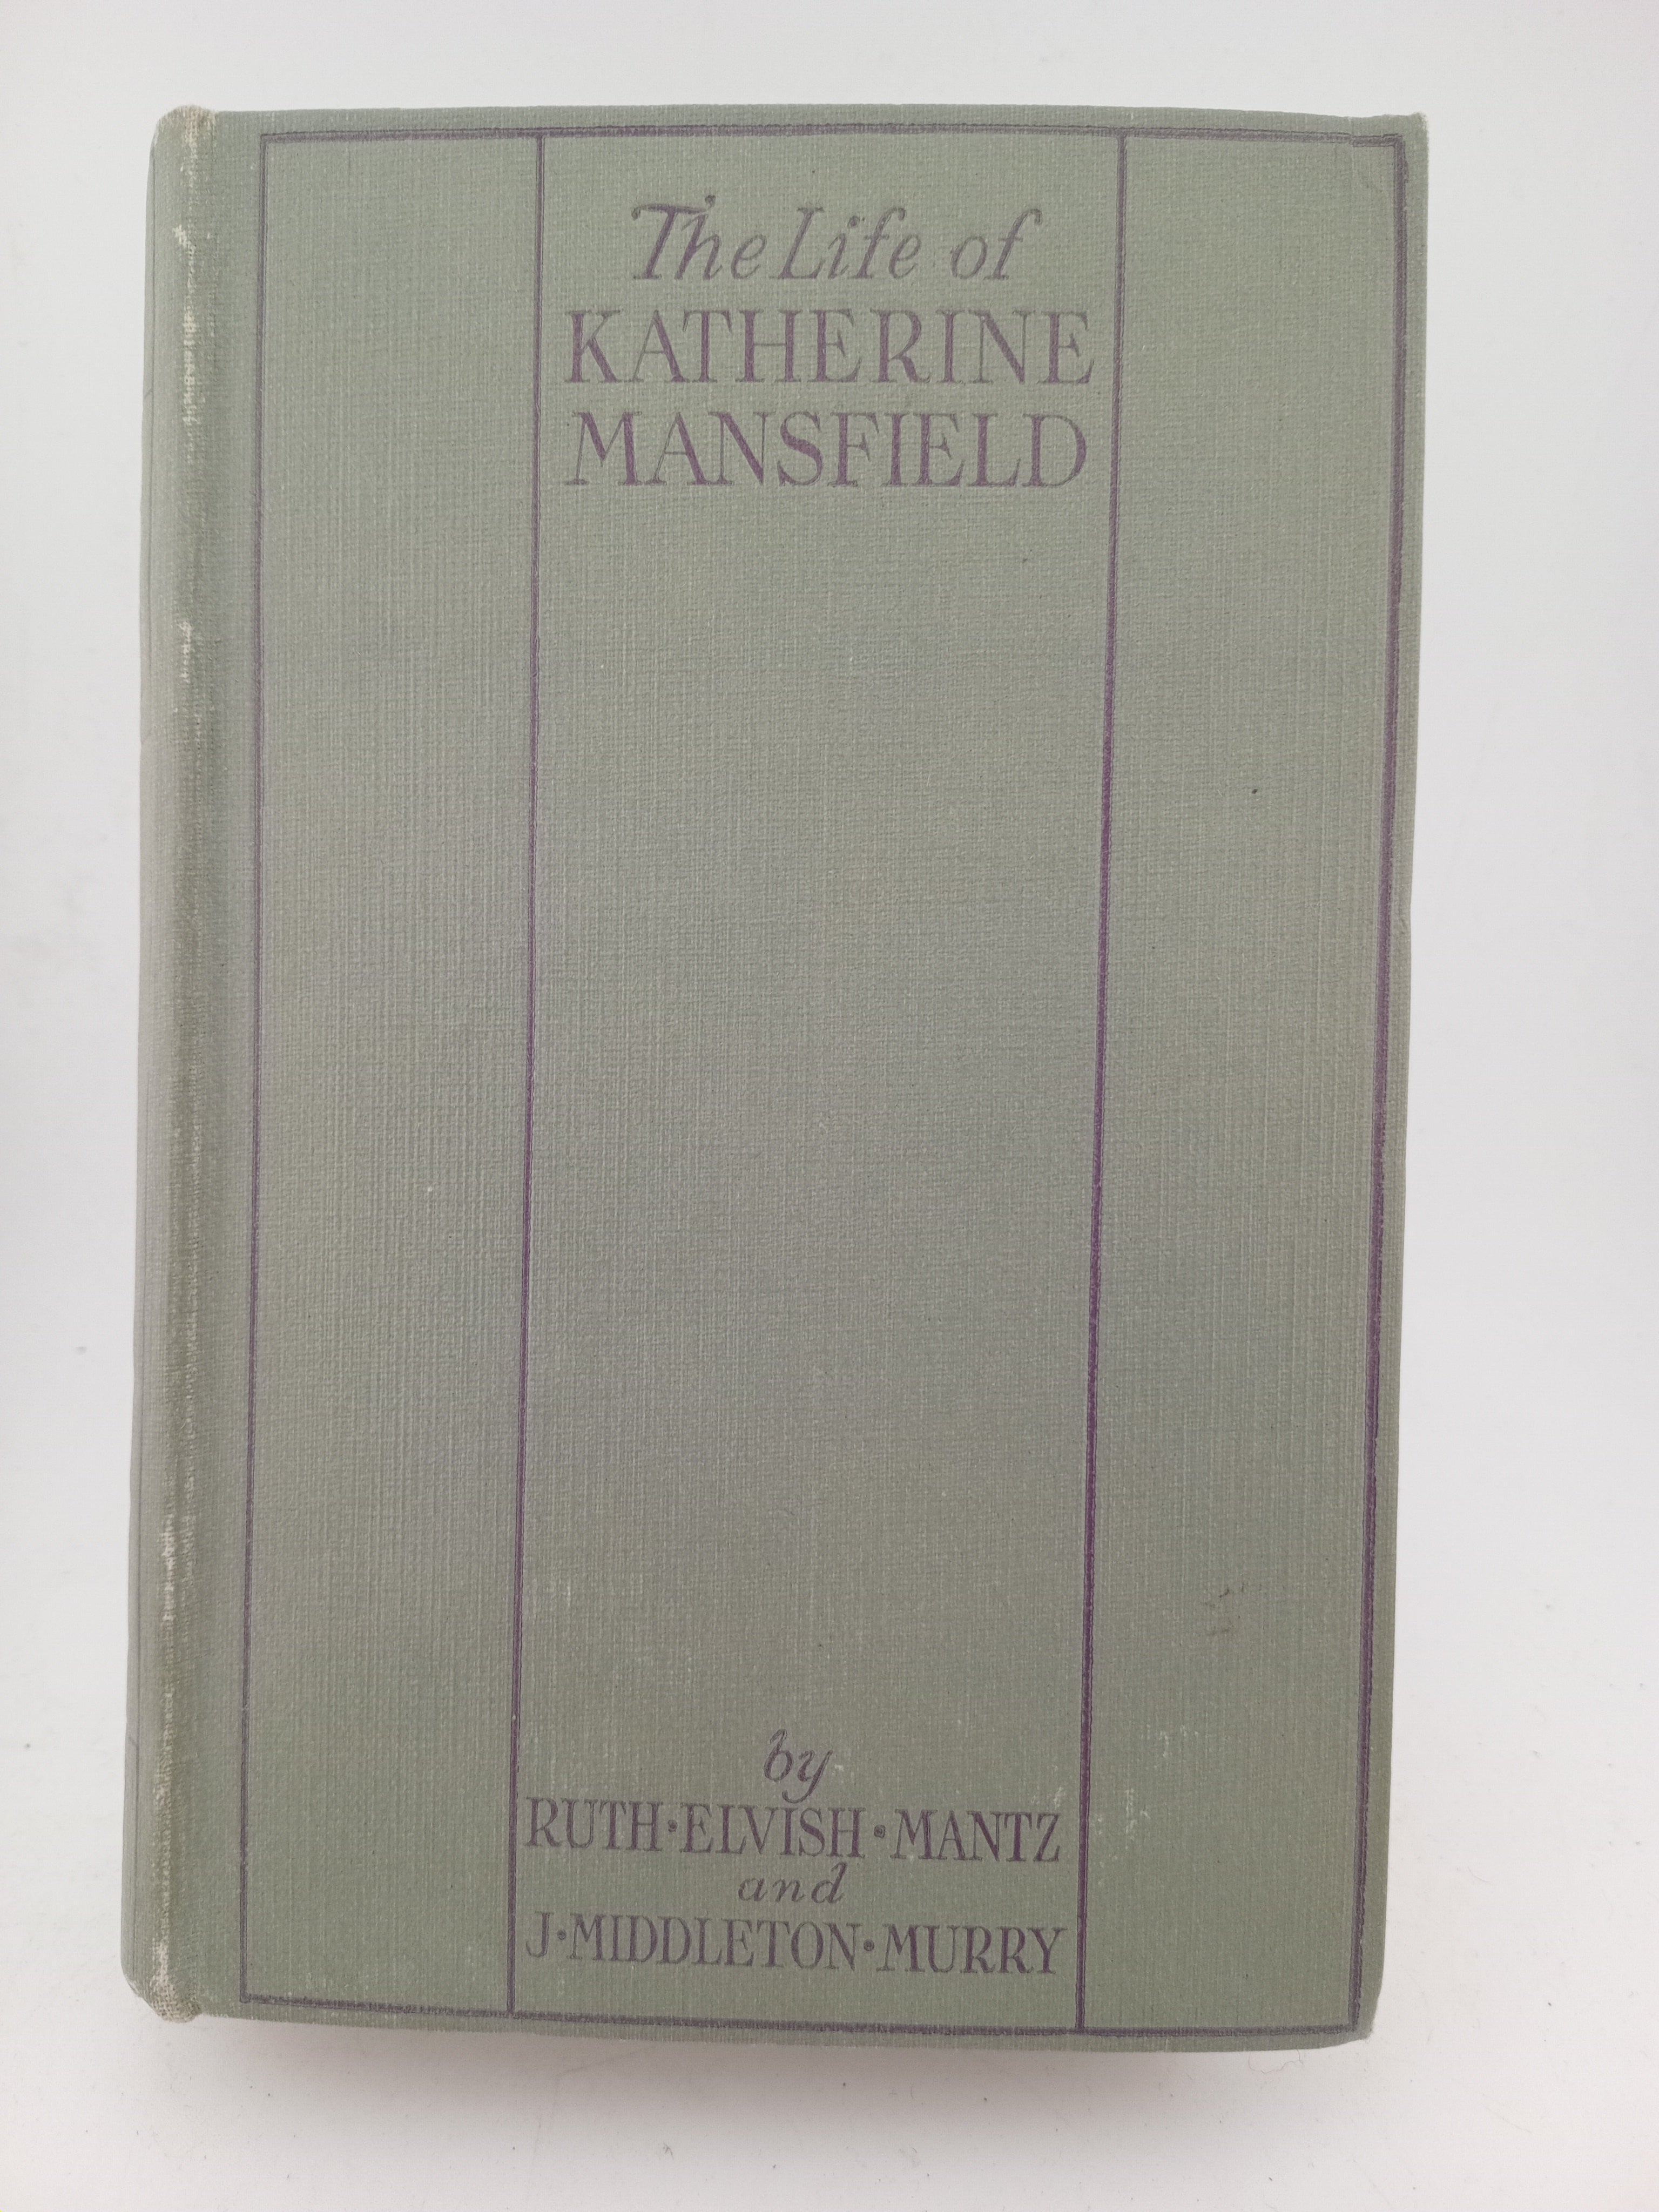 The Life of
KATHERINE
MANSFIELD
by
RUTH·ELVISH·MANTZ
and
J·MIDDLETON·MURRY